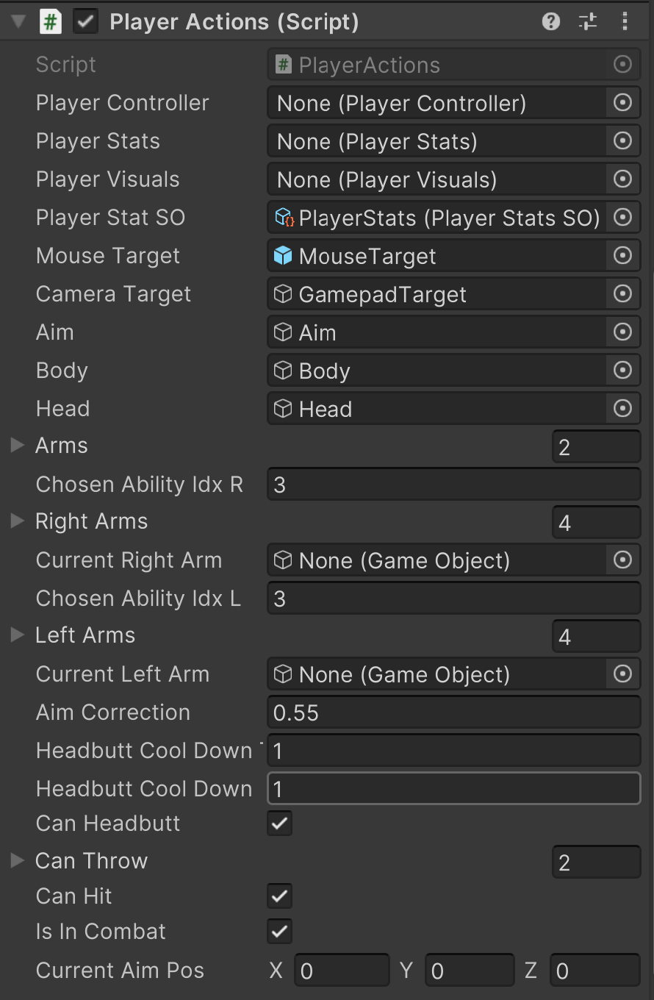 Player Actions (Script)
Script PlayerActions
Player Controller None (Player Controller)
Player Stats None (Player Stats)
Player Visuals None (Player Visuals)
Player Stat SO PlayerStats (Player Stats SO)
Mouse Target MouseTarget
Camera Target GamepadTarget
Aim Aim
Body Body
Head Head
Arms 2
Chosen Ability Idx R 3
Right Arms 4
Current Right Arm None (Game Object)
Chosen Ability Idx L 3
Left Arms 4
Current Left Arm None (Game Object)
Aim Correction 0.55
Headbutt Cool Down 1
Headbutt Cool Down 1
Can Headbutt
Can Throw 2
Can Hit
Is In Combat
Current Aim Pos X 0 Y 0 Z 0